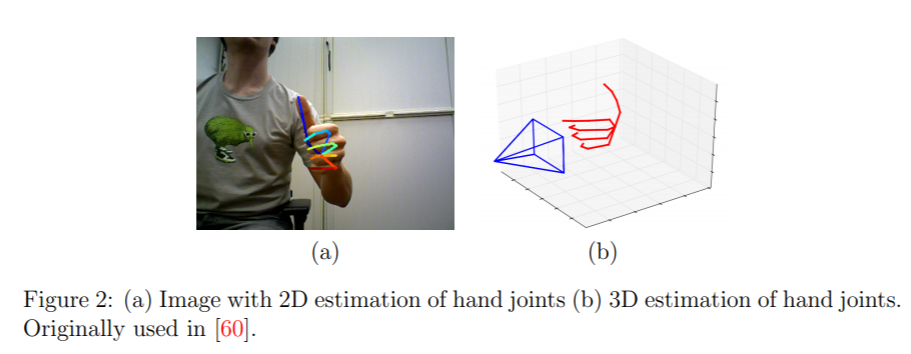 (a)
(b)
Figure 2: (a) Image with 2D estimation of hand joints (b) 3D estimation of hand joints.
Originally used in [60].